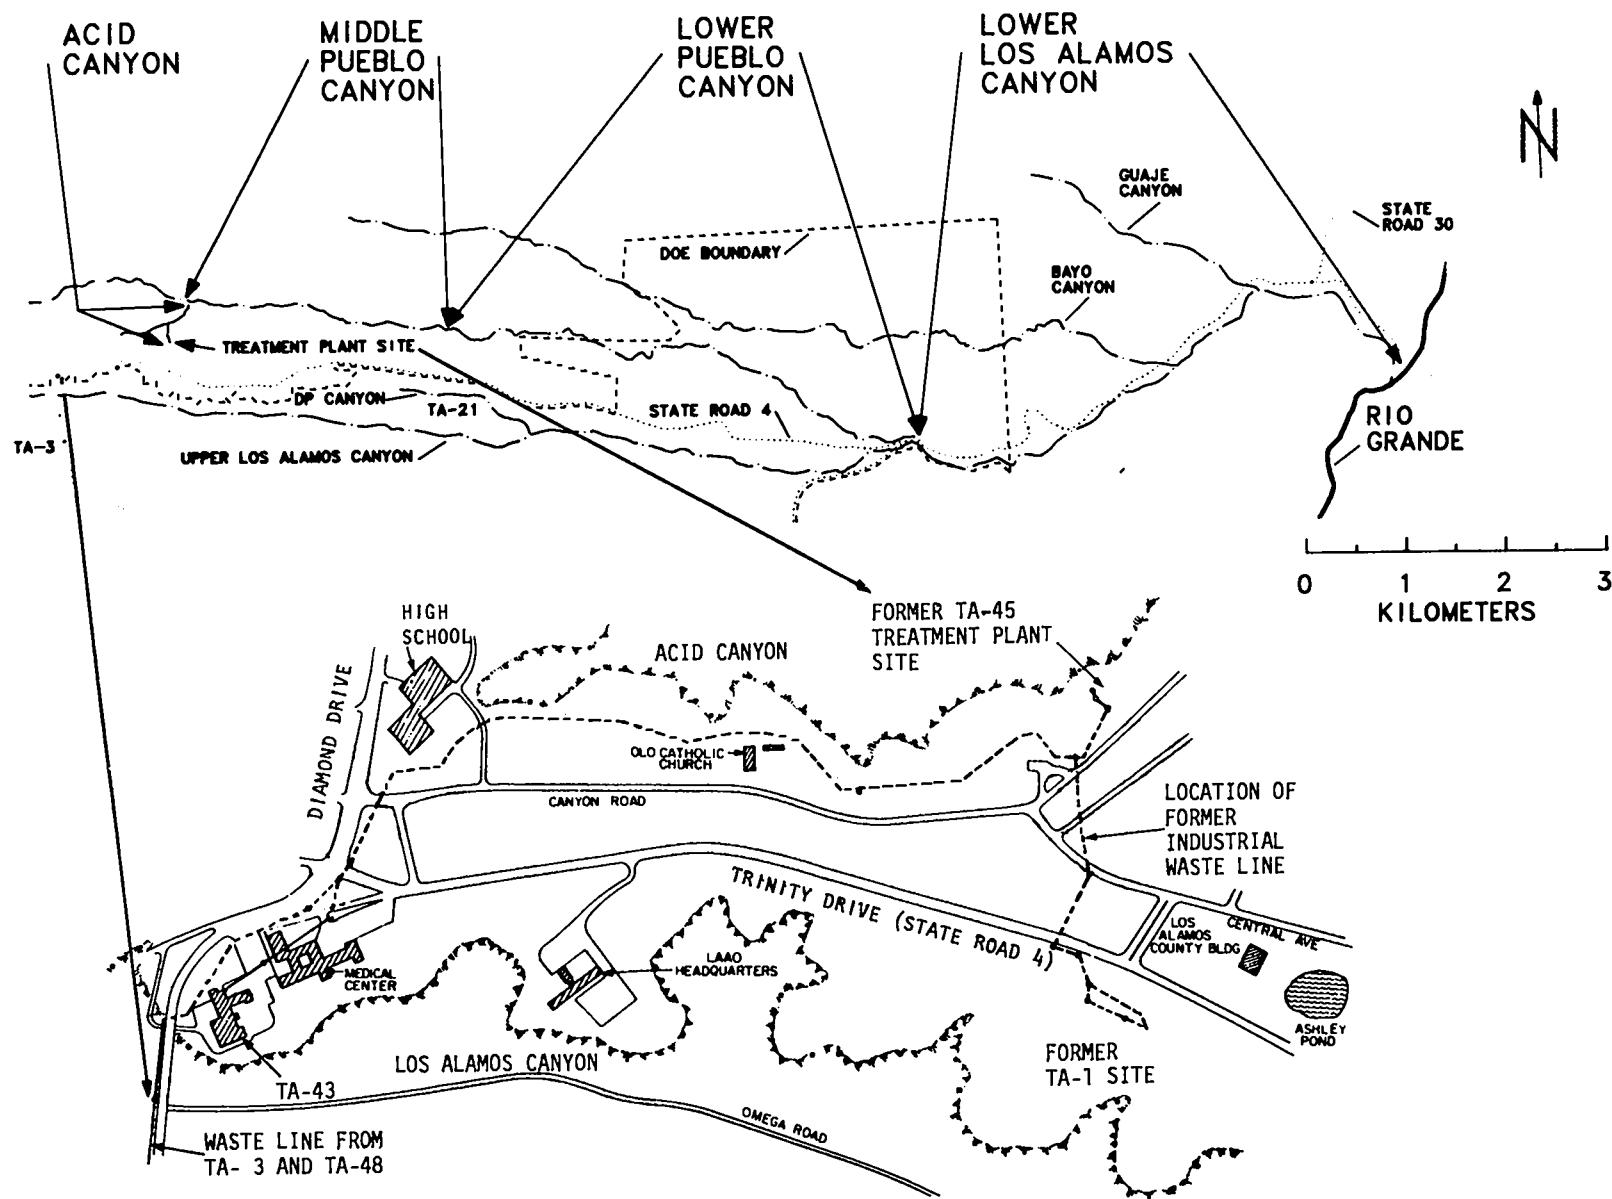 ACID
CANYON
MIDDLE
PUEBLO
CANYON
LOWER
PUEBLO
CANYON
LOWER
LOS ALAMOS
CANYON
N
GUAJE
CANYON
STATE
ROAD 30
DOE BOUNDARY
BAYO
CANYON
TREATMENT PLANT SITE
DP CANYON
TA-21
STATE ROAD 4
TA-3
UPPER LOS ALAMOS CANYON
RIO
GRANDE
0 1 2 3
KILOMETERS
HIGH
SCHOOL
ACID CANYON
FORMER TA-45
TREATMENT PLANT
SITE
DIAMOND DRIVE
OLO CATHOLIC
CHURCH
CANYON ROAD
LOCATION OF
FORMER
INDUSTRIAL
WASTE LINE
TRINITY DRIVE (STATE ROAD 4)
LOS
ALAMOS
COUNTY BLDG
CENTRAL AVE
MEDICAL
CENTER
LAAO
HEADQUARTERS
ASHLEY
POND
LOS ALAMOS CANYON
FORMER
TA-1 SITE
TA-43
OMEGA ROAD
WASTE LINE FROM
TA- 3 AND TA-48